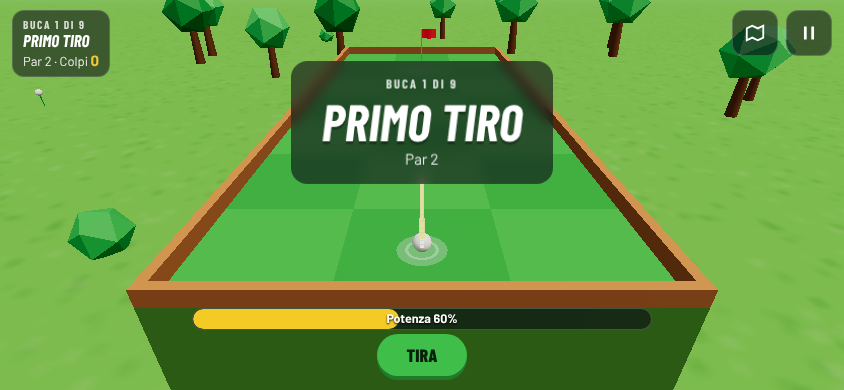 BUCA 1 DI 9
PRIMO TIRO
Par 2 · Colpi 0
BUCA 1 DI 9
PRIMO TIRO
Par 2
Potenza 60%
TIRA